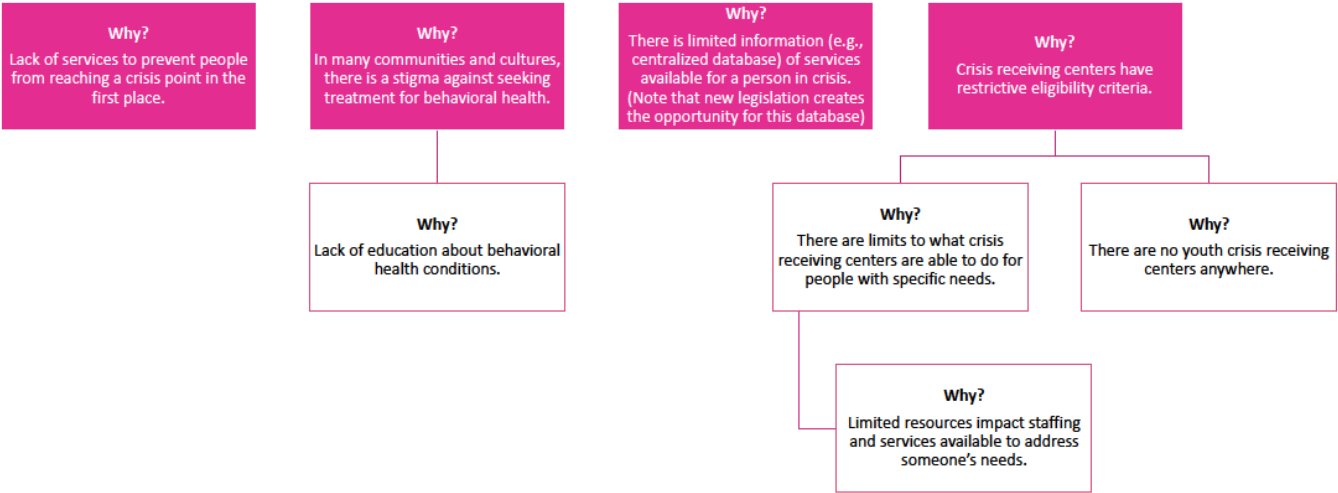 Why?
Lack of services to prevent people
from reaching a crisis point in the
first place.
Why?
In many communities and cultures,
there is a stigma against seeking
treatment for behavioral health.
Why?
There is limited information (e.g.,
centralized database) of services
available for a person in crisis.
(Note that new legislation creates
the opportunity for this database)
Why?
Crisis receiving centers have
restrictive eligibility criteria.
Why?
Lack of education about behavioral
health conditions.
Why?
There are limits to what crisis
receiving centers are able to do for
people with specific needs.
Why?
There are no youth crisis receiving
centers anywhere.
Why?
Limited resources impact staffing
and services available to address
someone’s needs.